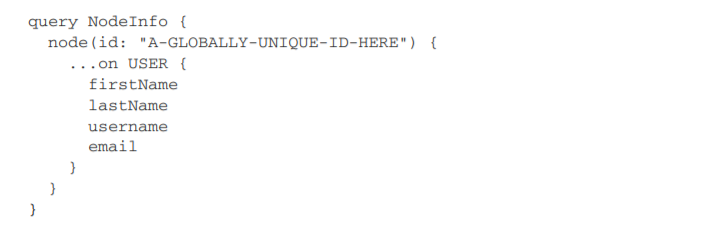 query NodeInfo {
  node(id: "A-GLOBALLY-UNIQUE-ID-HERE") {
    ...on USER {
      firstName
      lastName
      username
      email
    }
  }
}